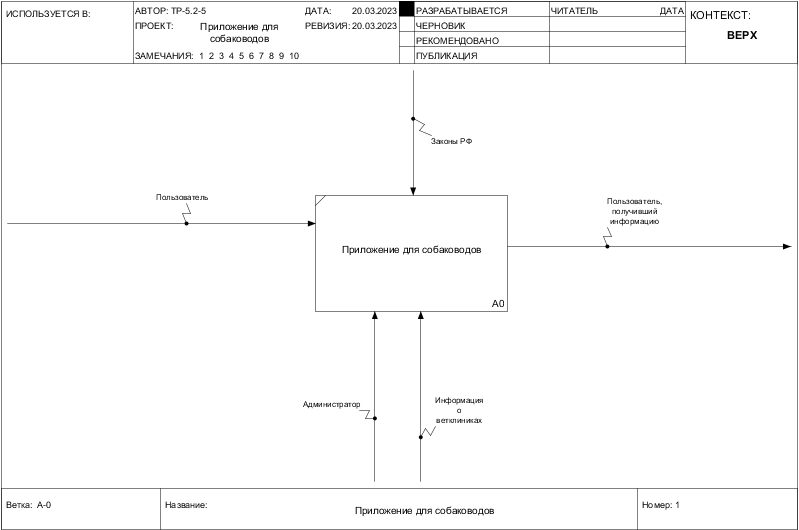 ИСПОЛЬЗУЕТСЯ В:
АВТОР: ТР-5.2-5
ДАТА: 20.03.2023
ПРОЕКТ: Приложение для
собаководов
РЕВИЗИЯ: 20.03.2023
ЗАМЕЧАНИЯ: 1 2 3 4 5 6 7 8 9 10
РАЗРАБАТЫВАЕТСЯ
ЧЕРНОВИК
РЕКОМЕНДОВАНО
ПУБЛИКАЦИЯ
ЧИТАТЕЛЬ ДАТА
КОНТЕКСТ:
ВЕРХ
Законы РФ
Пользователь
Пользователь,
получивший
информацию
Приложение для собаководов
A0
Администратор
Информация
о
ветклиниках
Ветка: A-0
Название:
Приложение для собаководов
Номер: 1